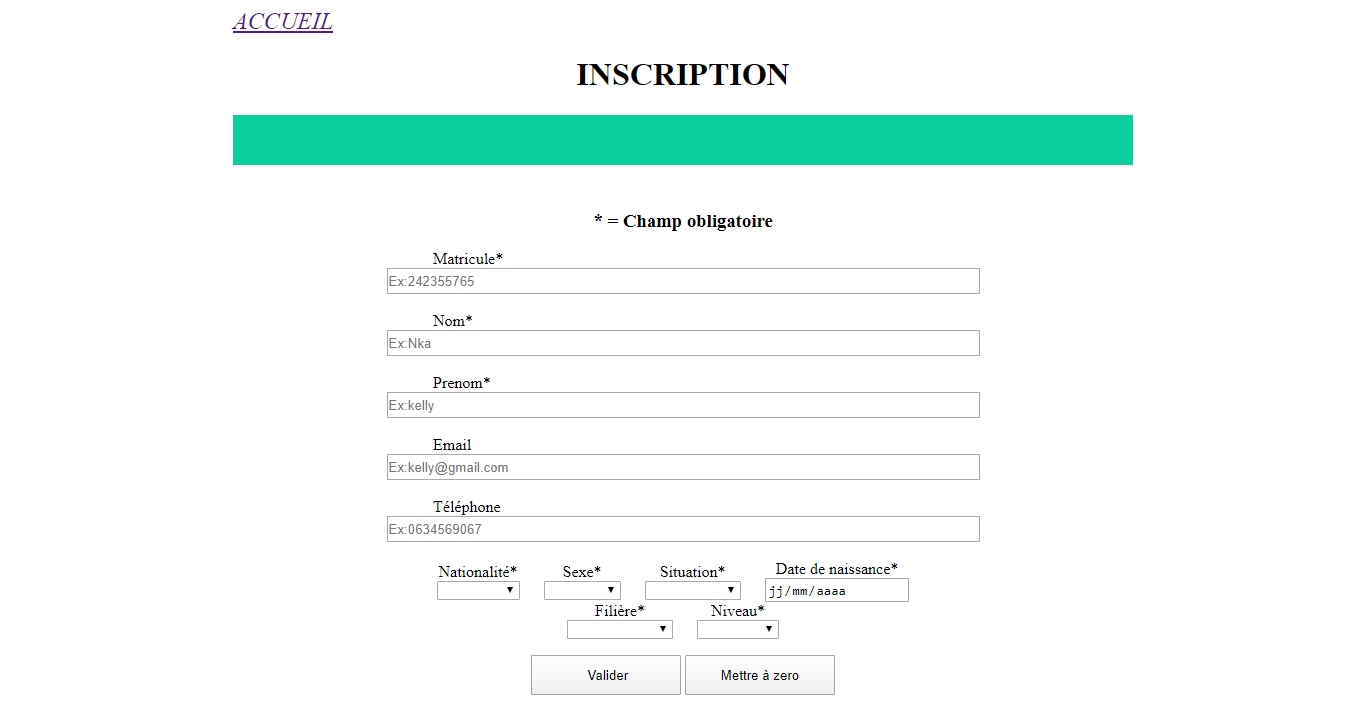 ACCUEIL
INSCRIPTION
* = Champ obligatoire
Matricule*
Ex:242355765
Nom*
Ex:Nka
Prenom*
Ex:kelly
Email
Ex:kelly@gmail.com
Téléphone
Ex:0634569067
Nationalité* Sexe* Situation* Date de naissance*
jj/mm/aaaa
Filière* Niveau*
Valider Mettre à zero